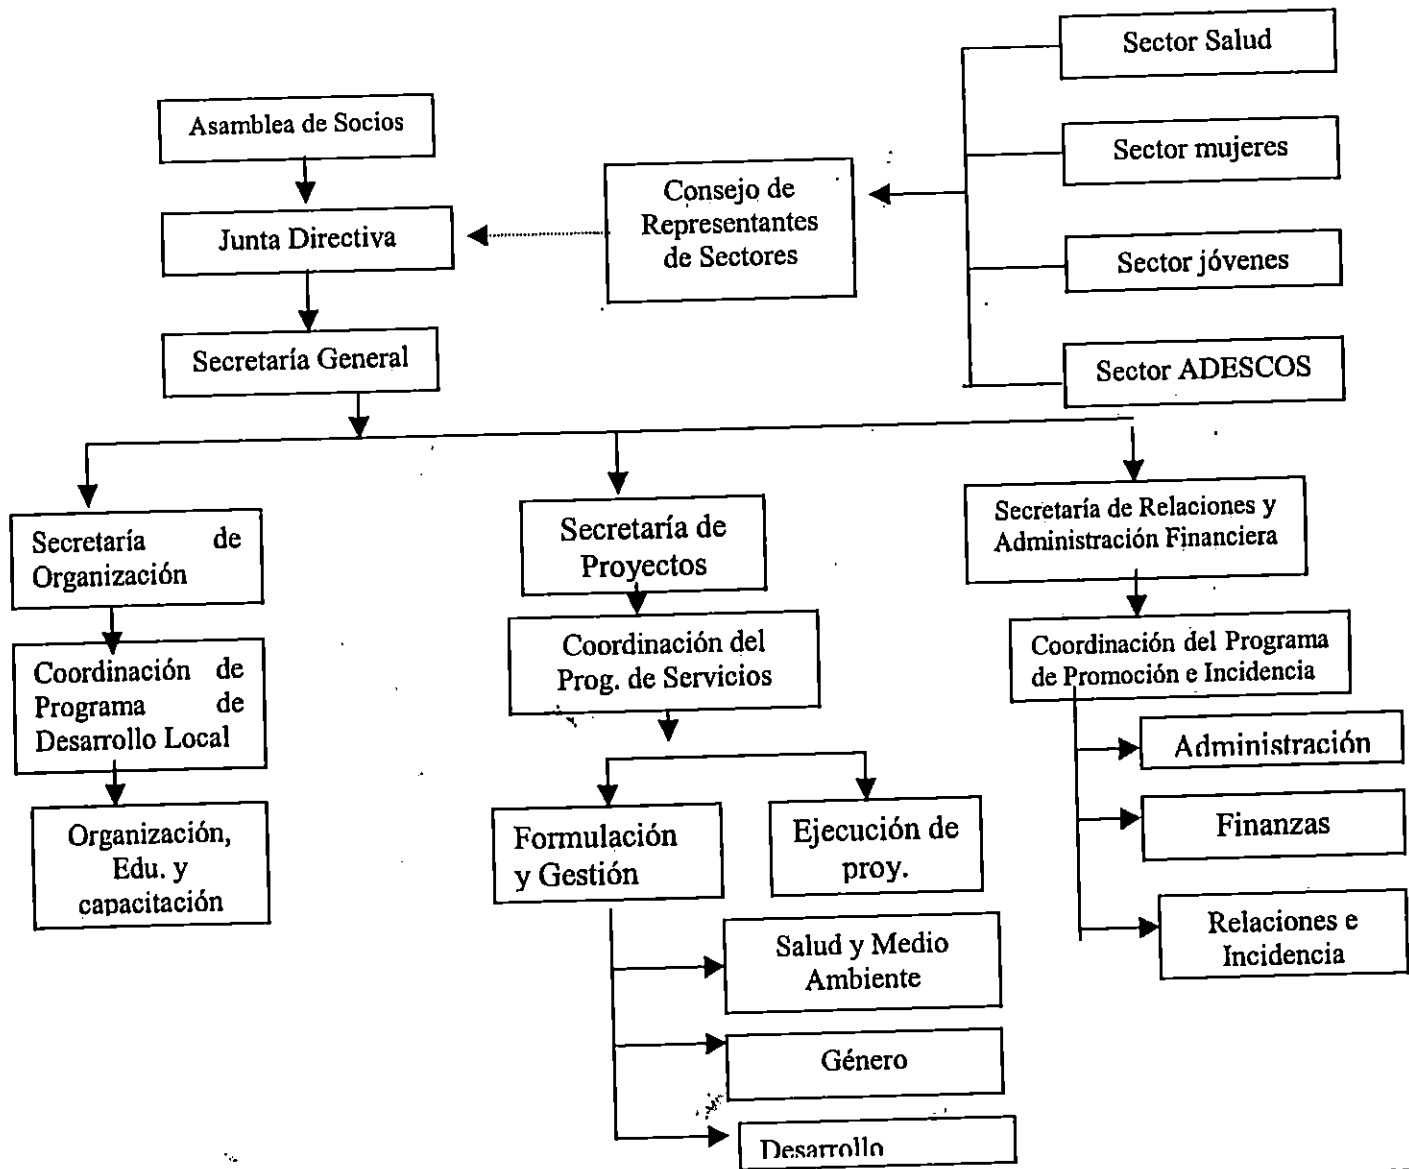 Sector Salud
Asamblea de Socios
Sector mujeres
Consejo de
Representantes
de Sectores
Junta Directiva
Sector jóvenes
Secretaría General
Sector ADESCOS
Secretaría de
Organización
Secretaría de
Proyectos
Secretaría de Relaciones y
Administración Financiera
Coordinación de
Programa de
Desarrollo Local
Coordinación del
Prog. de Servicios
Coordinación del Programa
de Promoción e Incidencia
Administración
Organización,
Edu. y
capacitación
Formulación
y Gestión
Ejecución de
proy.
Finanzas
Salud y Medio
Ambiente
Relaciones e
Incidencia
Género
Desarrollo